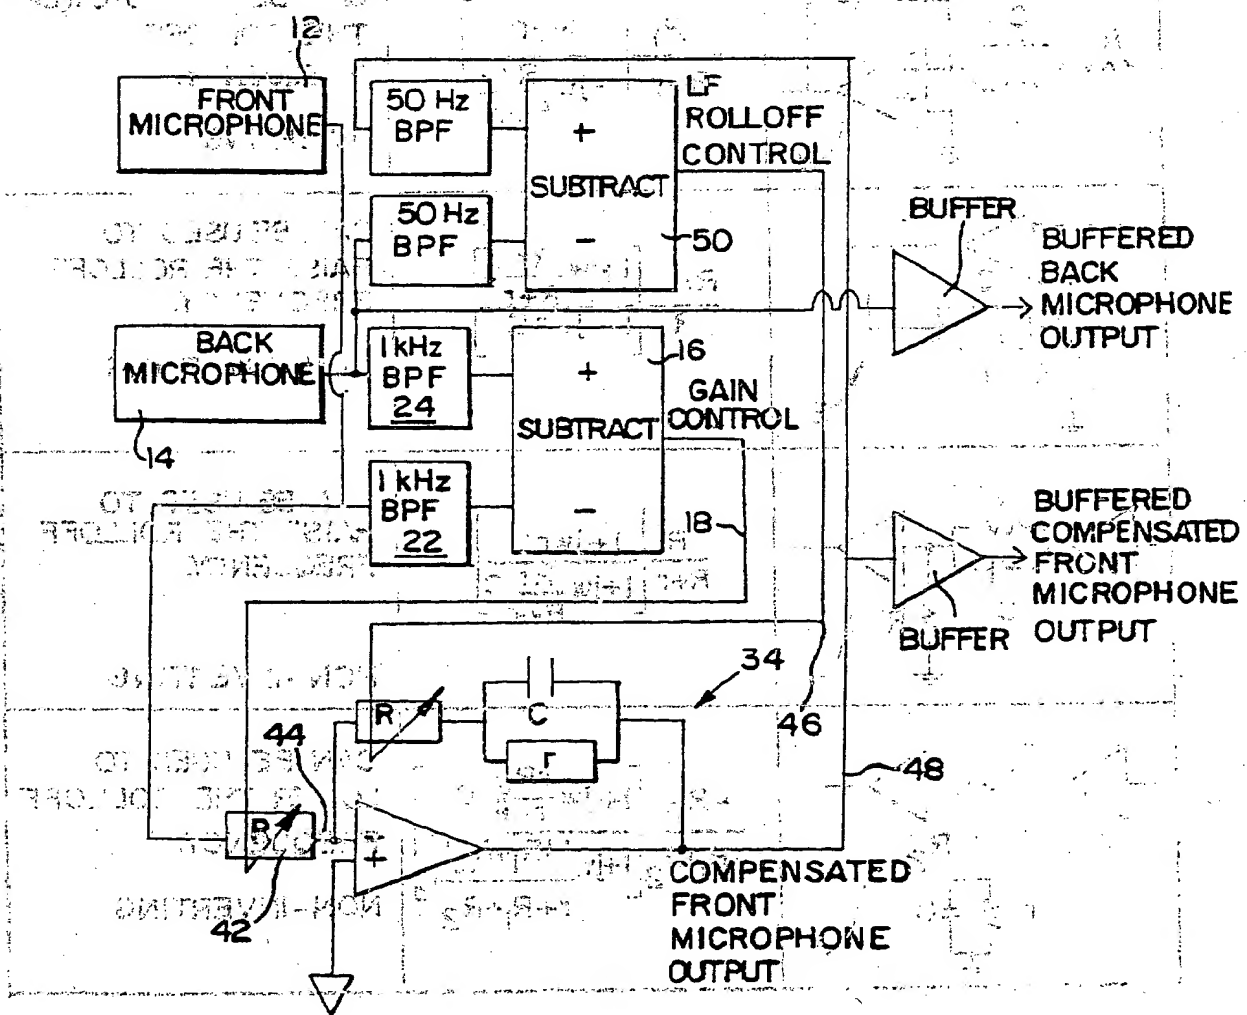 12
FRONT
MICROPHONE
50 Hz
BPF
+
SUBTRACT
-
50
LF
ROLLOFF
CONTROL
50 Hz
BPF
BUFFER
BUFFERED
BACK
MICROPHONE
OUTPUT
BACK
MICROPHONE
14
1 kHz
BPF
24
+
SUBTRACT
-
16
GAIN
CONTROL
1 kHz
BPF
22
18
BUFFERED
COMPENSATED
FRONT
MICROPHONE
OUTPUT
BUFFER
34
R
C
r
46
48
44
R
42
-
+
COMPENSATED
FRONT
MICROPHONE
OUTPUT